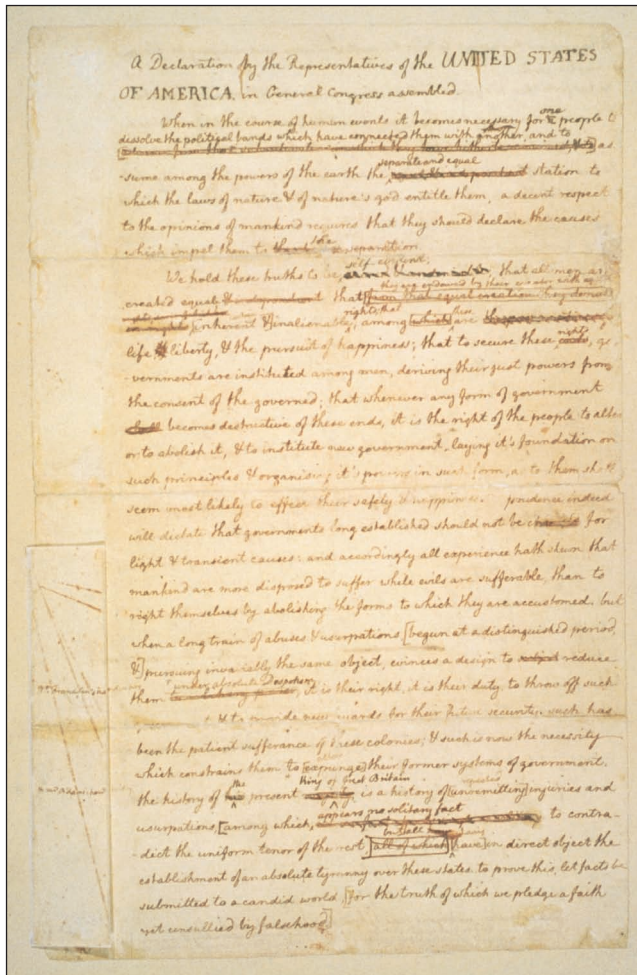 A Declaration by the Representatives of the UNITED STATES
OF AMERICA, in General Congress assembled.
When in the course of human events it becomes necessary for one people to
dissolve the political bands which have connected them with another, and to
as
-sume among the powers of the earth the separate and equal station to
which the laws of nature & of nature's god entitle them, a decent respect
to the opinions of mankind requires that they should declare the causes
which impel them to the separation.
We hold these truths to be self-evident, that all men are
created equal that they are endowed by their creator with
[from that equal creation they derive
rights, that
inherent & inalienable, among [which] these are
life, & liberty, & the pursuit of happiness; that to secure these rights, go
-vernments are instituted among men, deriving their just powers from
the consent of the governed; that whenever any form of government
becomes destructive of these ends, it is the right of the people to alter
or to abolish it, & to institute new government, laying it's foundation on
such principles & organising it's powers in such form, as to them shall
seem most likely to effect their safety & happiness. prudence indeed
will dictate that governments long established should not be changed for
light & transient causes: and accordingly all experience hath shewn that
mankind are more disposed to suffer while evils are sufferable, than to
right themselves by abolishing the forms to which they are accustomed. but
when a long train of abuses & usurpations, [begun at a distinguished period,
&] pursuing invariably the same object, evinces a design to reduce
them under absolute Despotism, it is their right, it is their duty, to throw off such
& to provide new guards for their future security. such has
been the patient sufferance of these colonies; & such is now the necessity
which constrains them to [expunge] their former systems of government.
the history of the present King of Great Britain is a history of [unremitting] injuries and
usurpations, [among which, appears no solitary fact to contra-
-dict the uniform tenor of the rest, but all [all of which] [have] in direct object the
establishment of an absolute tyranny over these states. to prove this, let facts be
submitted to a candid world, [for the truth of which we pledge a faith
yet unsullied by falsehood]